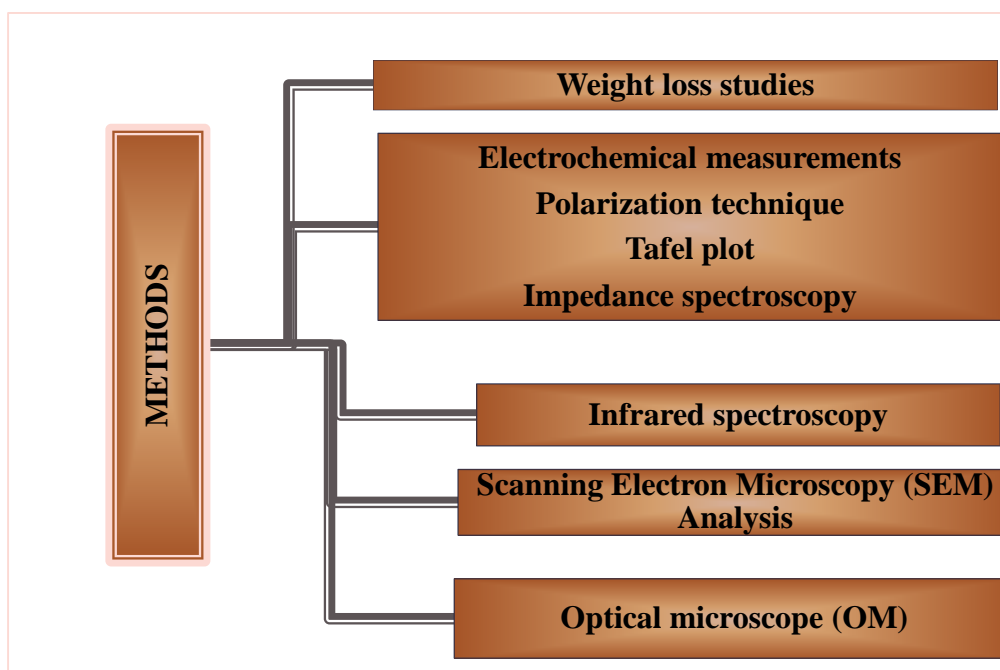 METHODS
Weight loss studies
Electrochemical measurements
Polarization technique
Tafel plot
Impedance spectroscopy
Infrared spectroscopy
Scanning Electron Microscopy (SEM)
Analysis
Optical microscope (OM)